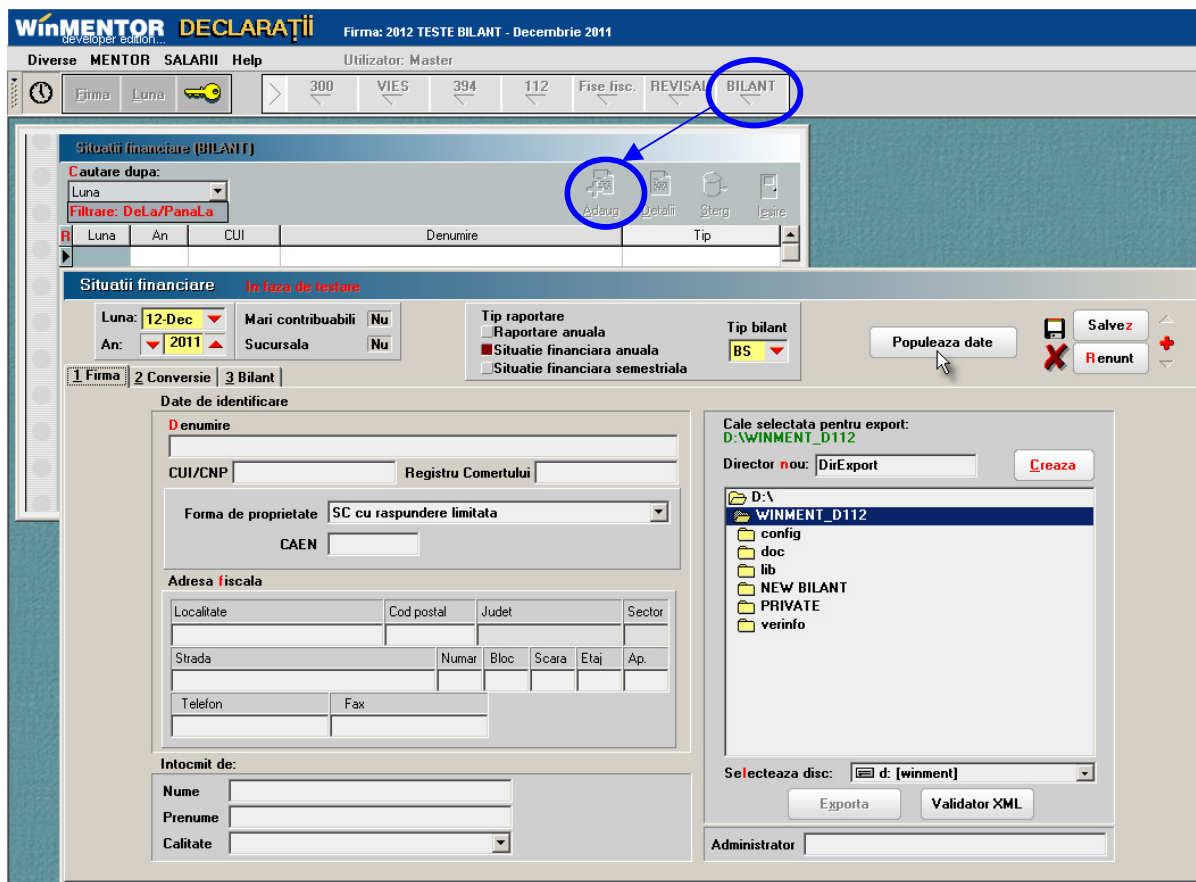 WinMENTOR DECLARAȚII Firma: 2012 TESTE BILANT - Decembrie 2011
developer edition...
Diverse MENTOR SALARII Help Utilizator: Master
Firma Luna 300 VIES 394 112 Fise fisc. REVISAL BILANT
Situatii financiare (BILANT)
Cautare dupa:
Luna
Filtrare: DeLa/PanaLa
Adaug Detalii Sterg Iesire
R Luna An CUI Denumire Tip
Situatii financiare In faza de testare
Luna: 12-Dec Mari contribuabili Nu
An: 2011 Sucursala Nu
Tip raportare
Raportare anuala
Situatie financiara anuala
Situatie financiara semestriala
Tip bilant
BS
Populeaza date
Salvez
Renunt
1 Firma 2 Conversie 3 Bilant
Date de identificare
Denumire
CUI/CNP Registru Comertului
Forma de proprietate SC cu raspundere limitata
CAEN
Adresa fiscala
Localitate Cod postal Judet Sector
Strada Numar Bloc Scara Etaj Ap.
Telefon Fax
Intocmit de:
Nume
Prenume
Calitate
Cale selectata pentru export:
D:\WINMENT_D112
Director nou: DirExport Creaza
D:\
WINMENT_D112
config
doc
lib
NEW BILANT
PRIVATE
verinfo
Selecteaza disc: d: [winment]
Exporta Validator XML
Administrator